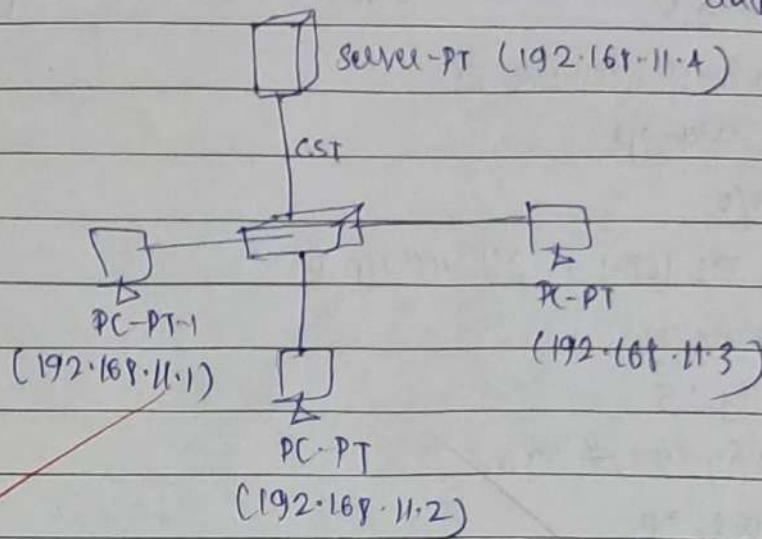 Server-PT (192.168.11.4)
CST
PC-PT-1
(192.168.11.1)
PC-PT
(192.168.11.3)
PC-PT
(192.168.11.2)